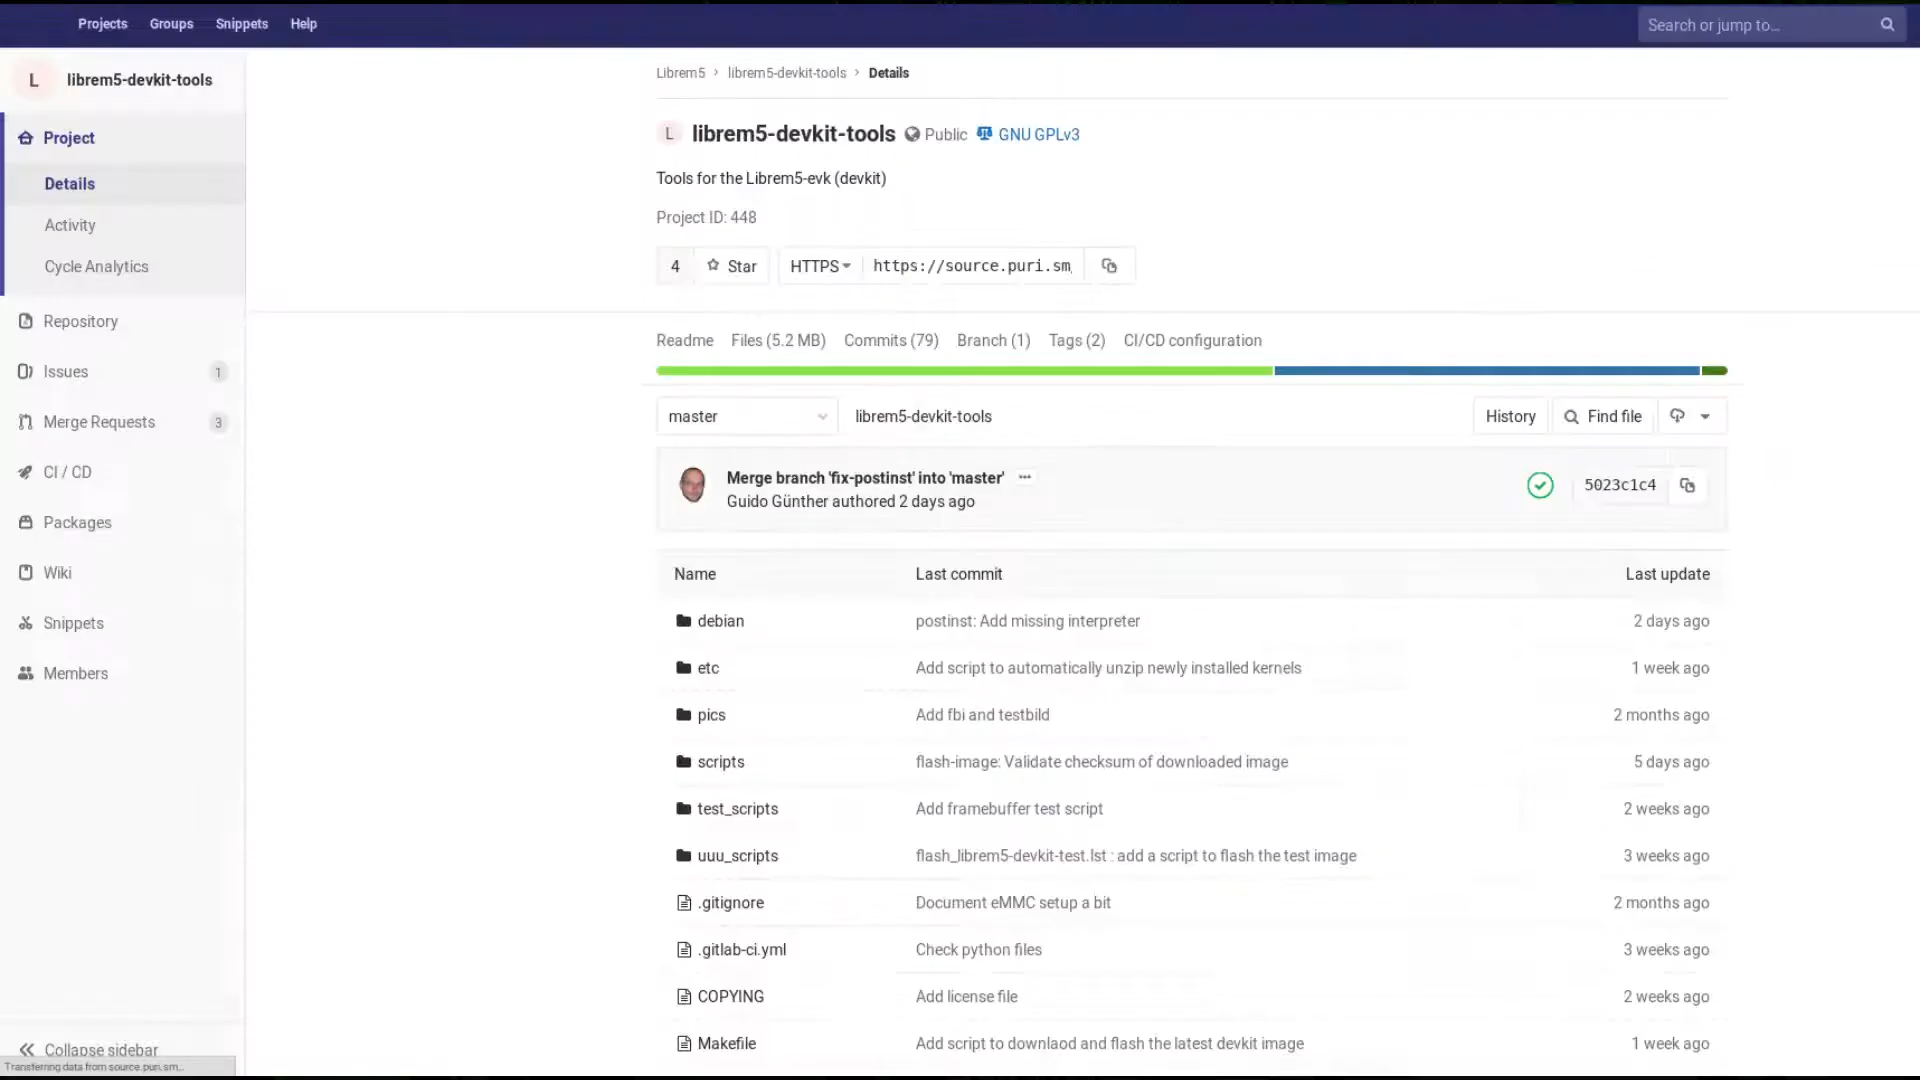 Projects Groups Snippets Help
Search or jump to...
L librem5-devkit-tools
Project
Details
Activity
Cycle Analytics
Repository
Issues 1
Merge Requests 3
CI / CD
Packages
Wiki
Snippets
Members
Collapse sidebar
Transferring data from source.puri.sm...
Librem5 > librem5-devkit-tools > Details
L librem5-devkit-tools Public GNU GPLv3
Tools for the Librem5-evk (devkit)
Project ID: 448
4 Star HTTPS https://source.puri.sm
Readme Files (5.2 MB) Commits (79) Branch (1) Tags (2) CI/CD configuration
master librem5-devkit-tools History Find file
Merge branch 'fix-postinst' into 'master' ...
Guido Günther authored 2 days ago
5023c1c4
Name Last commit Last update
debian postinst: Add missing interpreter 2 days ago
etc Add script to automatically unzip newly installed kernels 1 week ago
pics Add fbi and testbild 2 months ago
scripts flash-image: Validate checksum of downloaded image 5 days ago
test_scripts Add framebuffer test script 2 weeks ago
uuu_scripts flash_librem5-devkit-test.lst : add a script to flash the test image 3 weeks ago
.gitignore Document eMMC setup a bit 2 months ago
.gitlab-ci.yml Check python files 3 weeks ago
COPYING Add license file 2 weeks ago
Makefile Add script to downlaod and flash the latest devkit image 1 week ago